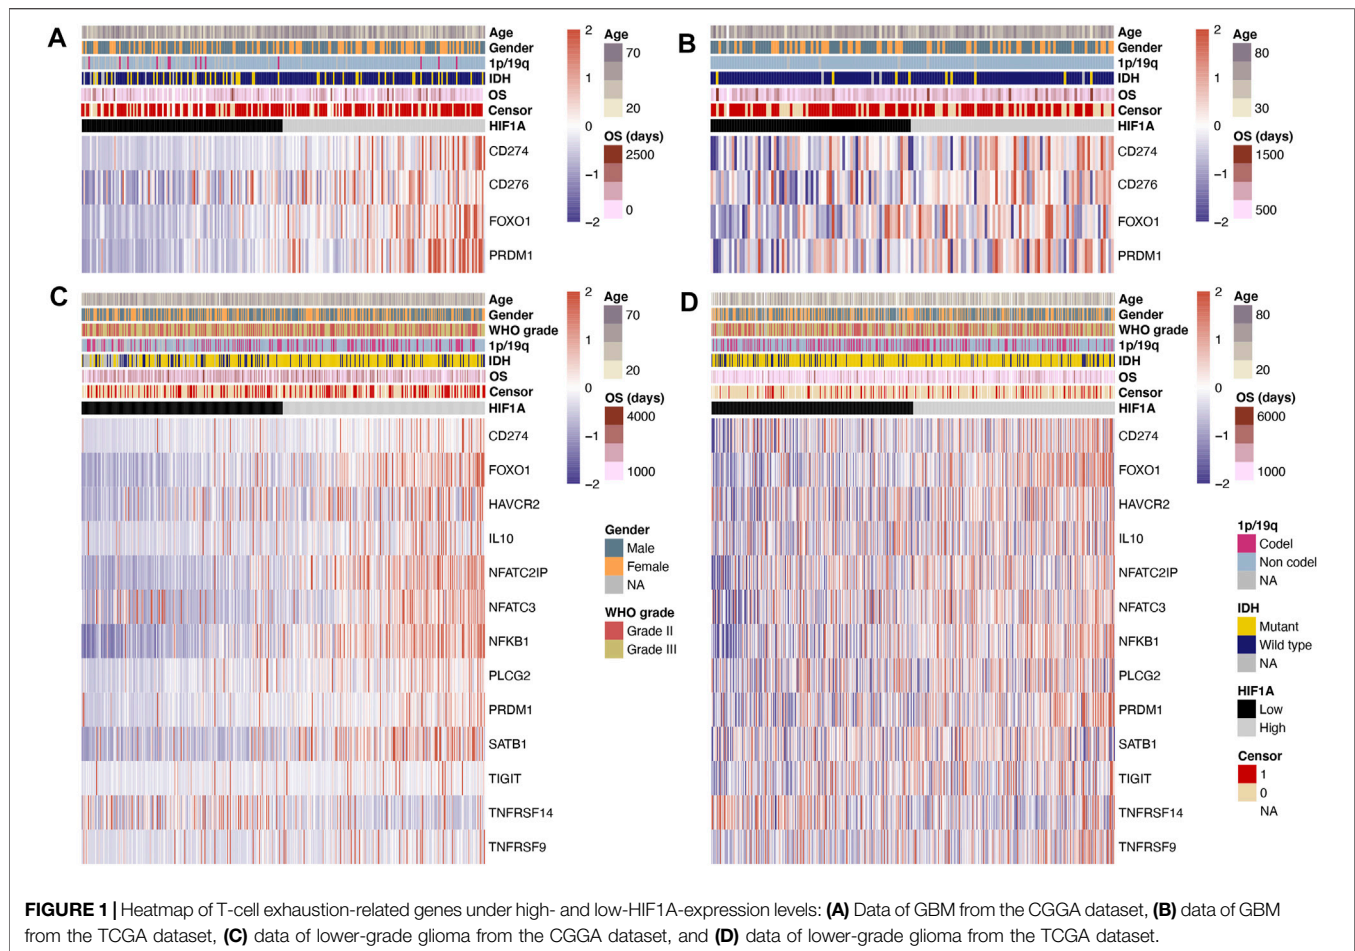 A
Age
Gender
1p/19q
IDH
OS
Censor
HIF1A
CD274
CD276
FOXO1
PRDM1
2
1
0
−1
−2
Age
70
20
OS (days)
2500
0
B
Age
Gender
1p/19q
IDH
OS
Censor
HIF1A
CD274
CD276
FOXO1
PRDM1
2
1
0
−1
−2
Age
80
30
OS (days)
1500
500
C
Age
Gender
WHO grade
1p/19q
IDH
OS
Censor
HIF1A
CD274
FOXO1
HAVCR2
IL10
NFATC2IP
NFATC3
NFKB1
PLCG2
PRDM1
SATB1
TIGIT
TNFRSF14
TNFRSF9
2
1
0
−1
−2
Age
70
20
OS (days)
4000
1000
Gender
Male
Female
NA
WHO grade
Grade II
Grade III
D
Age
Gender
WHO grade
1p/19q
IDH
OS
Censor
HIF1A
CD274
FOXO1
HAVCR2
IL10
NFATC2IP
NFATC3
NFKB1
PLCG2
PRDM1
SATB1
TIGIT
TNFRSF14
TNFRSF9
2
1
0
−1
−2
Age
80
20
OS (days)
6000
1000
1p/19q
Codel
Non codel
NA
IDH
Mutant
Wild type
NA
HIF1A
Low
High
Censor
1
0
NA
FIGURE 1 | Heatmap of T-cell exhaustion-related genes under high- and low-HIF1A-expression levels: (A) Data of GBM from the CGGA dataset, (B) data of GBM
from the TCGA dataset, (C) data of lower-grade glioma from the CGGA dataset, and (D) data of lower-grade glioma from the TCGA dataset.